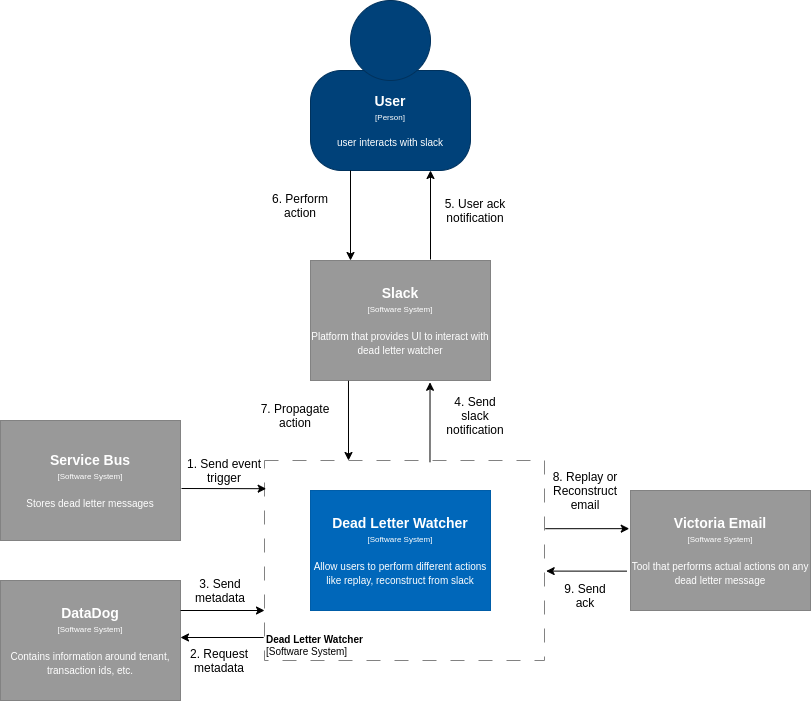 User
[Person]
user interacts with slack
6. Perform
action
5. User ack
notification
Slack
[Software System]
Platform that provides UI to interact with
dead letter watcher
7. Propagate
action
4. Send
slack
notification
Service Bus
[Software System]
Stores dead letter messages
1. Send event
trigger
Dead Letter Watcher
[Software System]
Allow users to perform different actions
like replay, reconstruct from slack
8. Replay or
Reconstruct
email
Victoria Email
[Software System]
Tool that performs actual actions on any
dead letter message
9. Send
ack
3. Send
metadata
DataDog
[Software System]
Contains information around tenant,
transaction ids, etc.
2. Request
metadata
Dead Letter Watcher
[Software System]